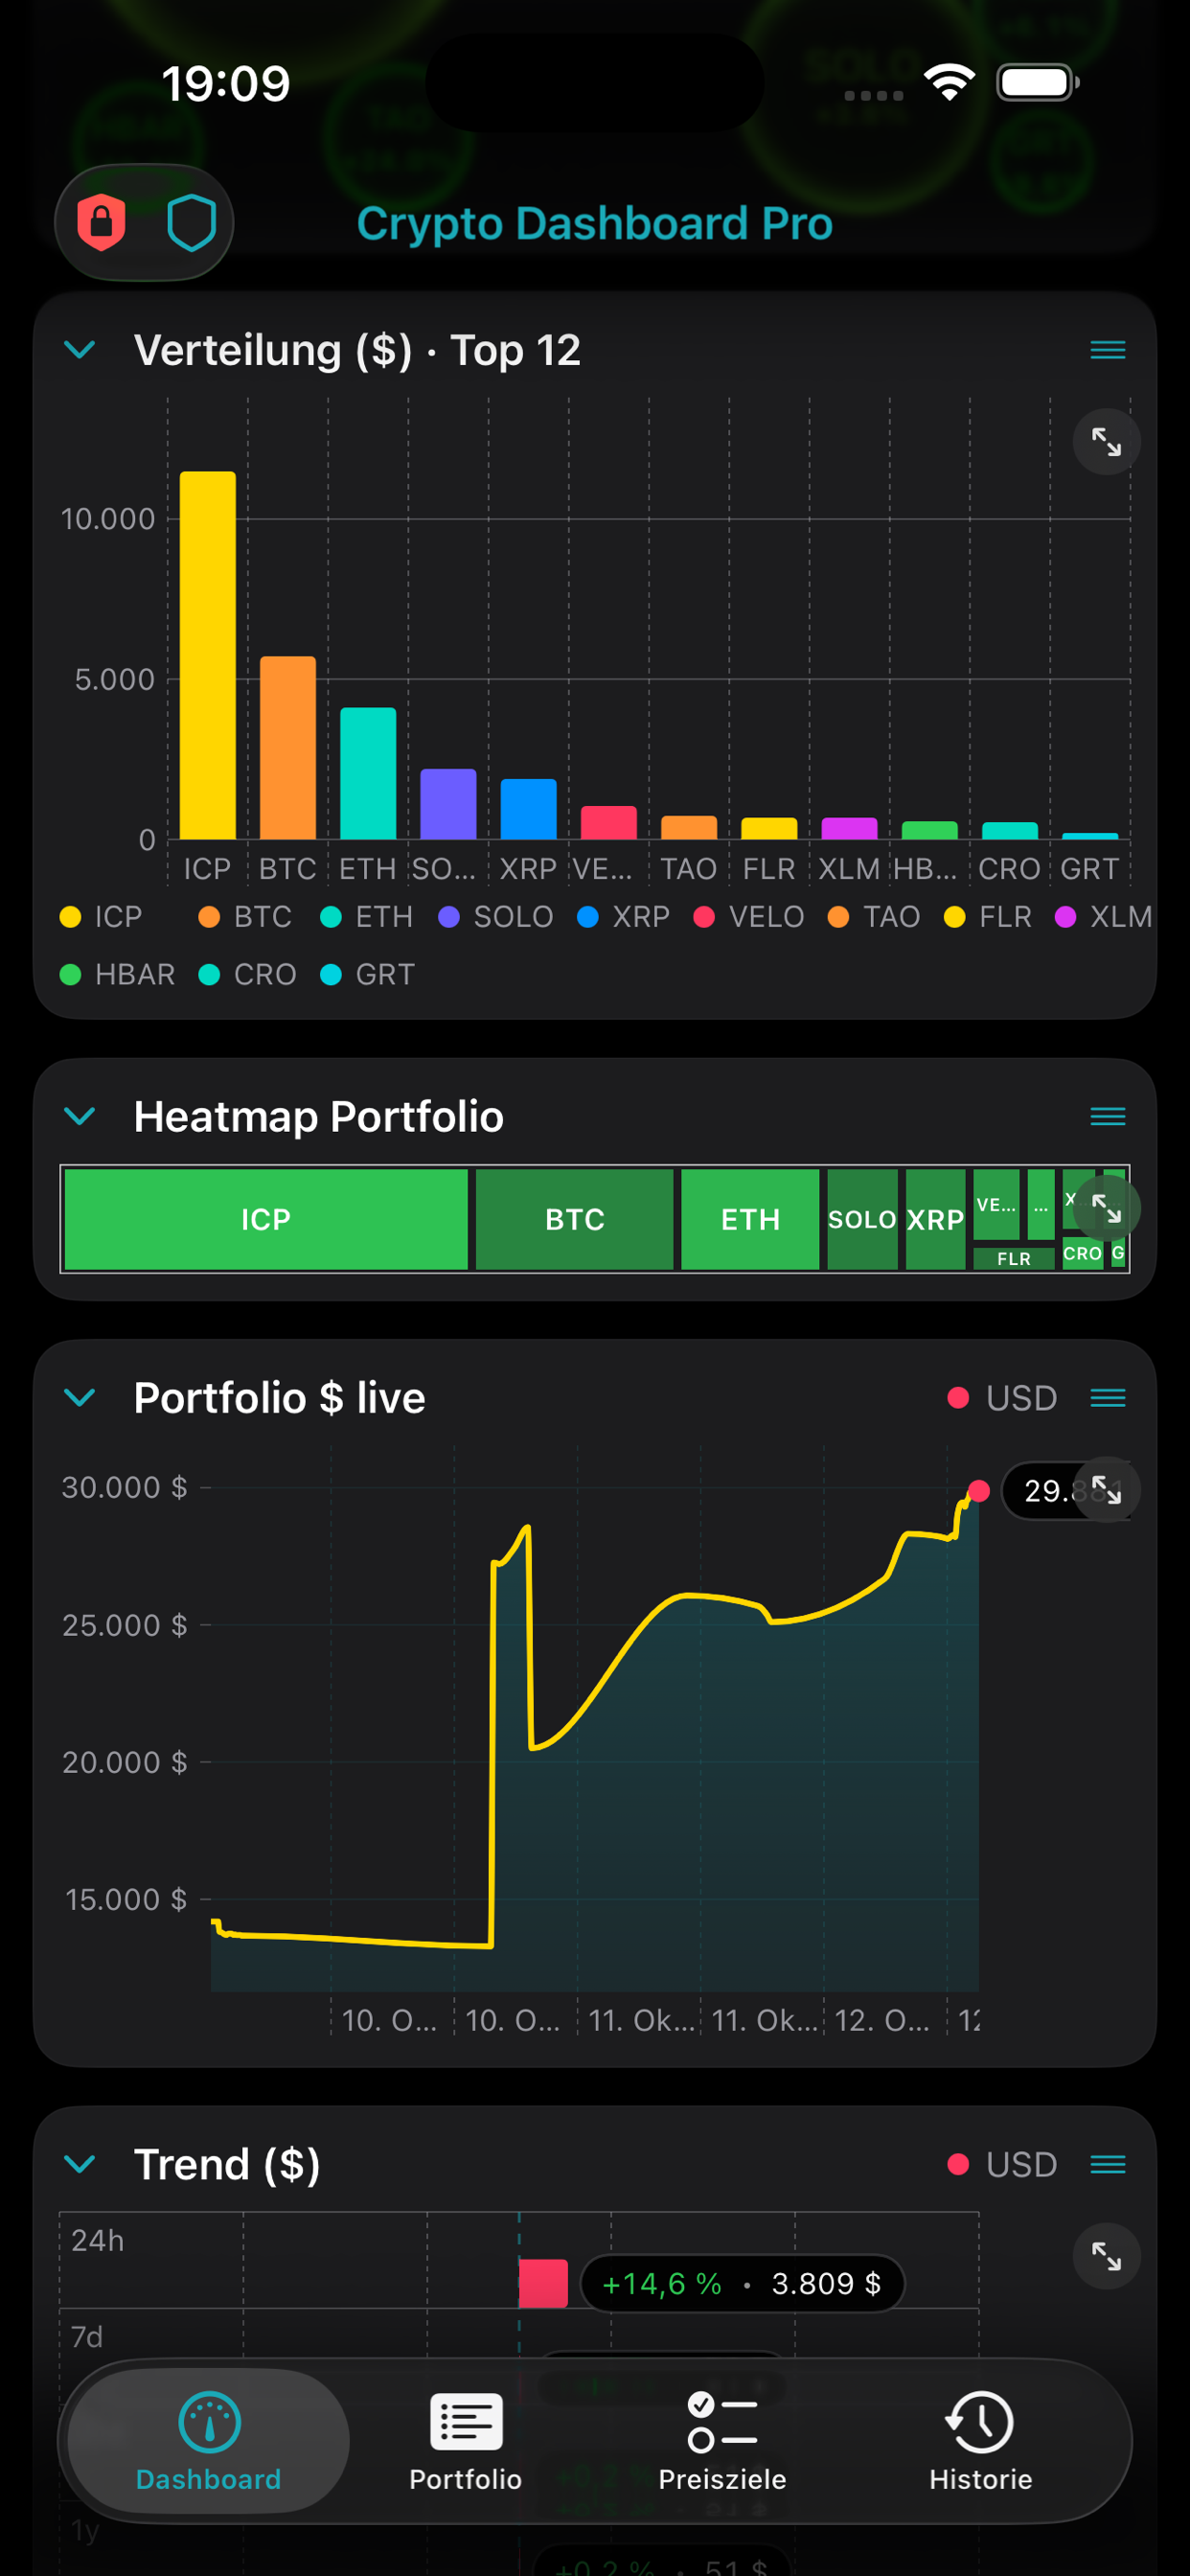 SOLO
19:09
Crypto Dashboard Pro
Verteilung ($) · Top 12
10.000
5.000
0
ICP BTC ETH SO... XRP VE... TAO FLR XLM HB... CRO GRT
ICP BTC ETH SOLO XRP VELO TAO FLR XLM
HBAR CRO GRT
Heatmap Portfolio
ICP BTC ETH SOLO XRP VE... ... X...
FLR CRO G
Portfolio $ live USD
30.000 $
25.000 $
20.000 $
15.000 $
10. O... 10. O... 11. Ok... 11. Ok... 12. O... 12
Trend ($) USD
24h
+14,6 % · 3.809 $
7d
Dashboard Portfolio Preisziele Historie
1y
+0,2 % · 51 $